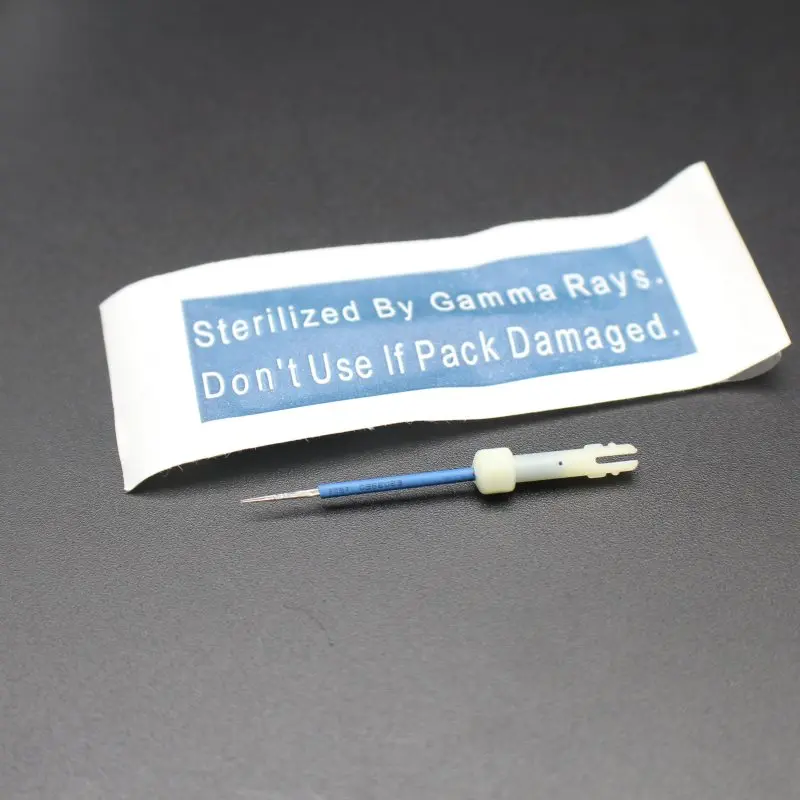 Sterilized By Gamma Rays.
Don't Use If Pack Damaged.